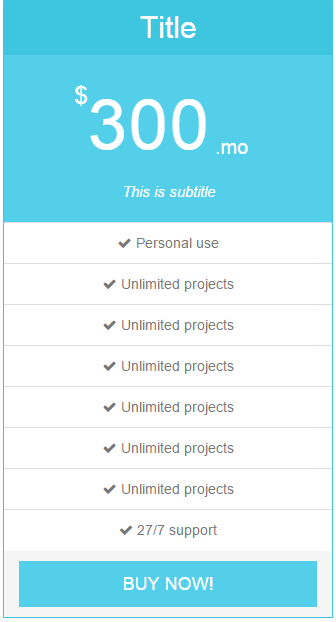 Title
$300 .mo
This is subtitle
✔ Personal use
✔ Unlimited projects
✔ Unlimited projects
✔ Unlimited projects
✔ Unlimited projects
✔ Unlimited projects
✔ Unlimited projects
✔ 27/7 support
BUY NOW!